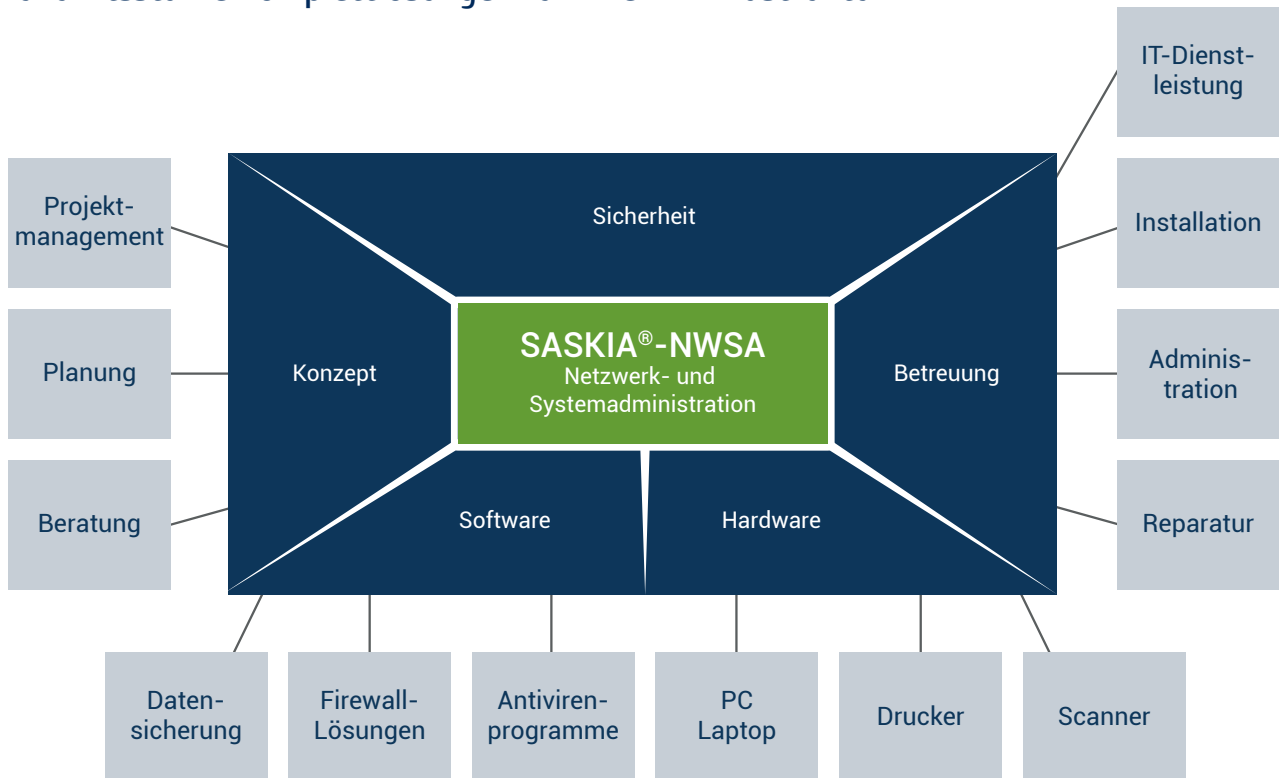 IT-Dienst-
leistung
Projekt-
management
Sicherheit
Installation
Planung
Konzept
SASKIA®-NWSA
Netzwerk- und
Systemadministration
Betreuung
Adminis-
tration
Beratung
Software
Hardware
Reparatur
Daten-
sicherung
Firewall-
Lösungen
Antiviren-
programme
PC
Laptop
Drucker
Scanner